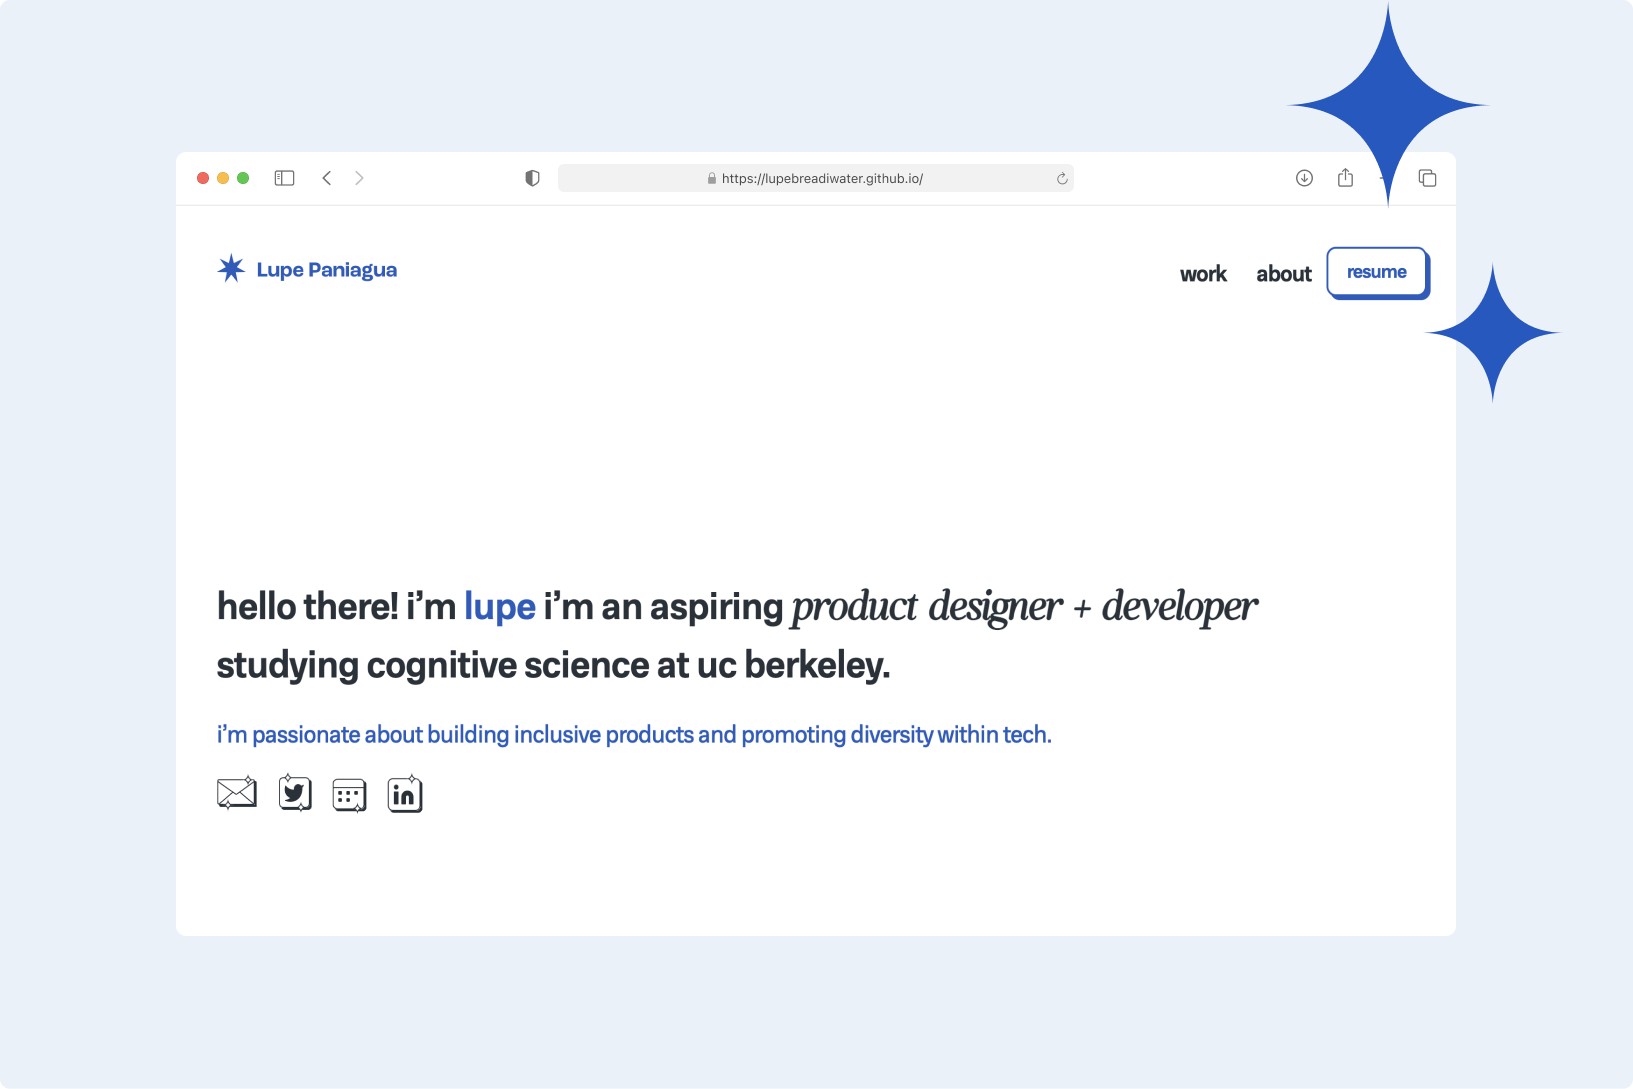 https://lupebreadiwater.github.io/
Lupe Paniagua
work about resume
hello there! i’m lupe i’m an aspiring product designer + developer
studying cognitive science at uc berkeley.
i’m passionate about building inclusive products and promoting diversity within tech.
in